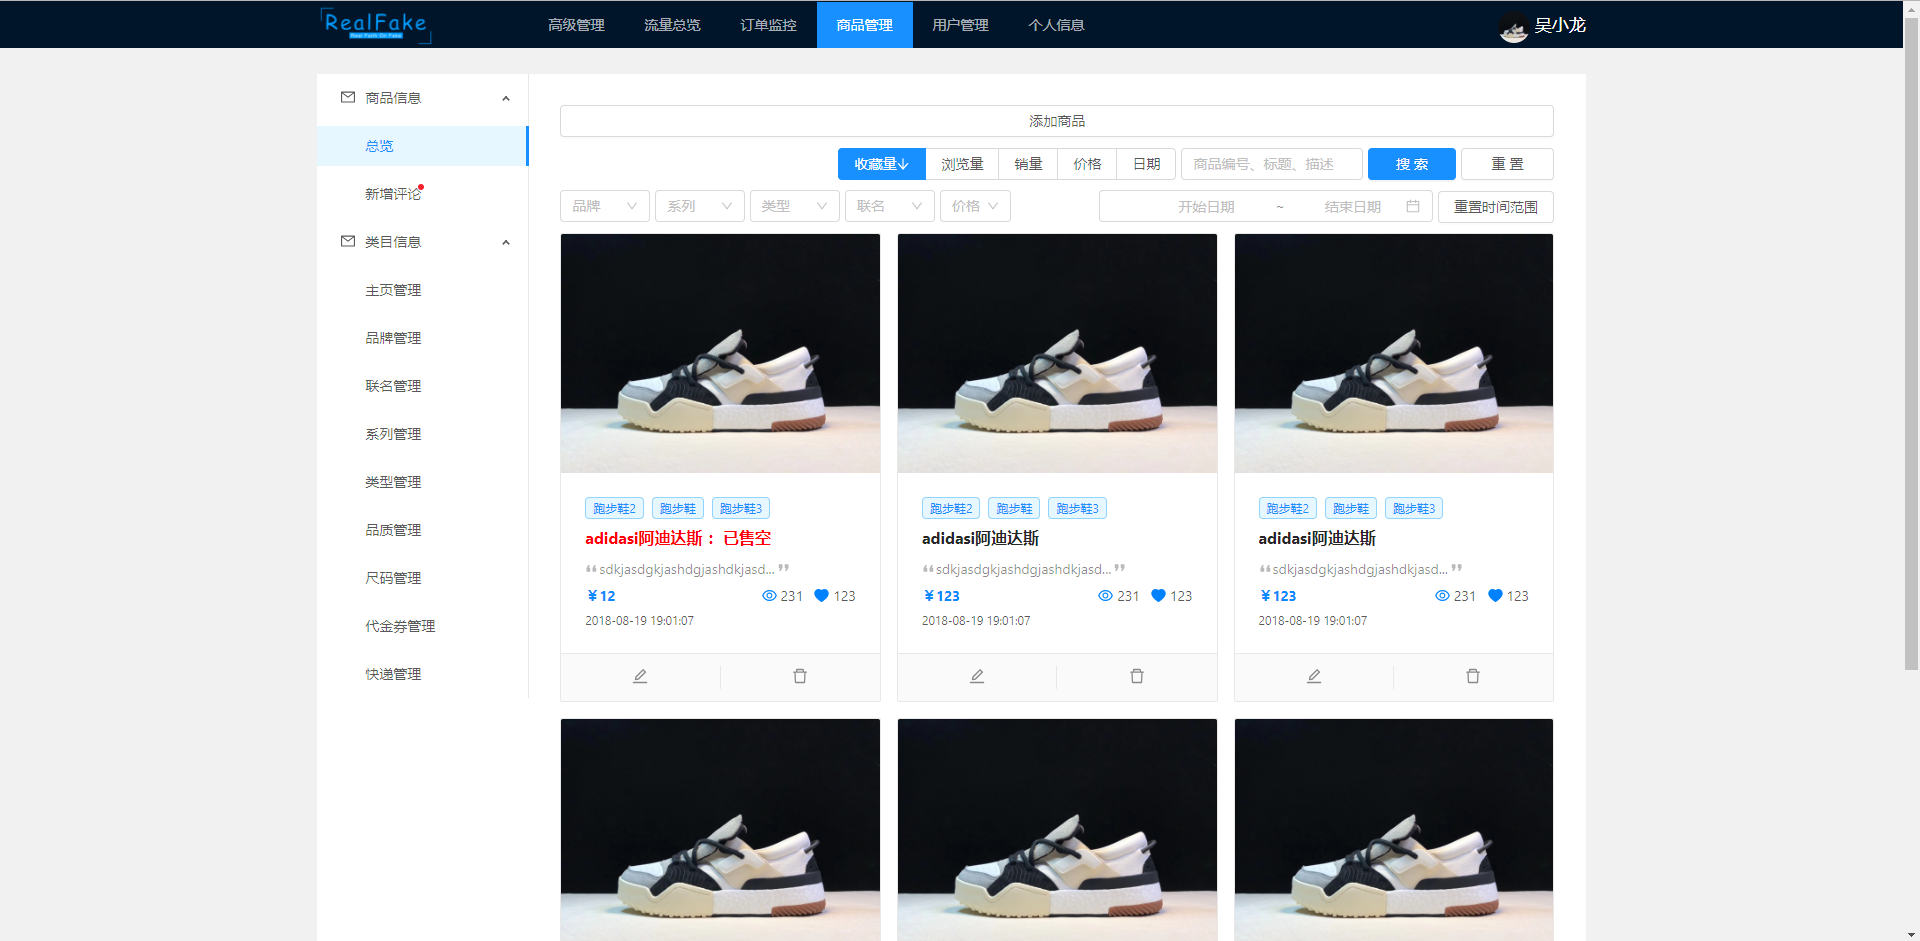 RealFake
Real Faith On Fake
高级管理
流量总览
订单监控
商品管理
用户管理
个人信息
吴小龙
商品信息
总览
新增评论
类目信息
主页管理
品牌管理
联名管理
系列管理
类型管理
品质管理
尺码管理
代金券管理
快递管理
添加商品
收藏量↓ 浏览量 销量 价格 日期 商品编号、标题、描述 搜 索 重 置
品牌 系列 类型 联名 价格 开始日期 ~ 结束日期 重置时间范围
跑步鞋2 跑步鞋 跑步鞋3
adidasi阿迪达斯： 已售空
“sdkjasdgkjashdgjashdkjasd... ”
￥12 231 123
2018-08-19 19:01:07
跑步鞋2 跑步鞋 跑步鞋3
adidasi阿迪达斯
“sdkjasdgkjashdgjashdkjasd... ”
￥123 231 123
2018-08-19 19:01:07
跑步鞋2 跑步鞋 跑步鞋3
adidasi阿迪达斯
“sdkjasdgkjashdgjashdkjasd... ”
￥123 231 123
2018-08-19 19:01:07